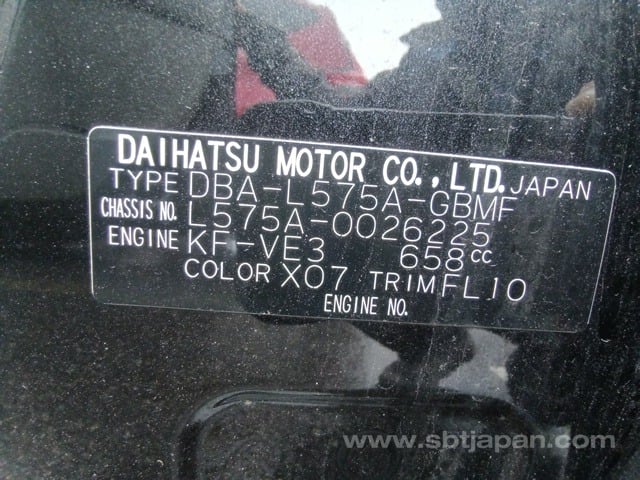 DAIHATSU MOTOR CO., LTD. JAPAN
TYPE DBA-L575A-GBMF
CHASSIS NO. L575A-0026225
ENGINE KF-VE3 658cc
COLOR X07 TRIM FL10
ENGINE NO.
www.sbtjapan.com